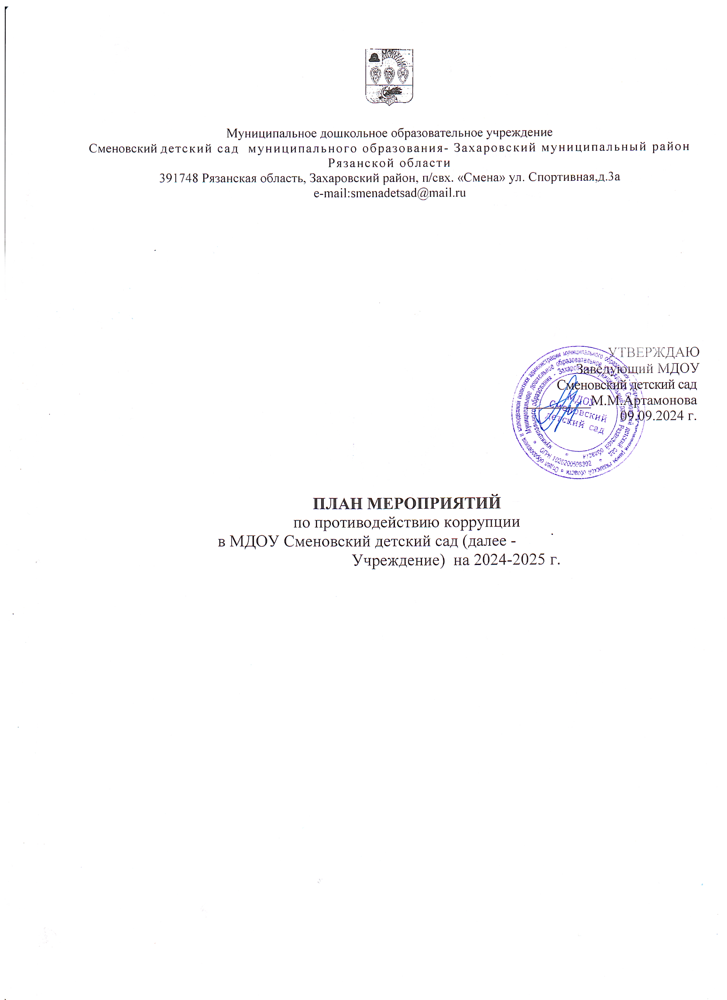 Муниципальное дошкольное образовательное учреждение
Сменовский детский сад муниципального образования- Захаровский муниципальный район
Рязанской области
391748 Рязанская область, Захаровский район, п/свх. «Смена» ул. Спортивная,д.3а
e-mail:smenadetsad@mail.ru
УТВЕРЖДАЮ
Заведующий МДОУ
Сменовский детский сад
М.М.Артамонова
09.09.2024 г.
МДОУ
Сменовский
детский сад
ПЛАН МЕРОПРИЯТИЙ
по противодействию коррупции
в МДОУ Сменовский детский сад (далее -
Учреждение) на 2024-2025 г.